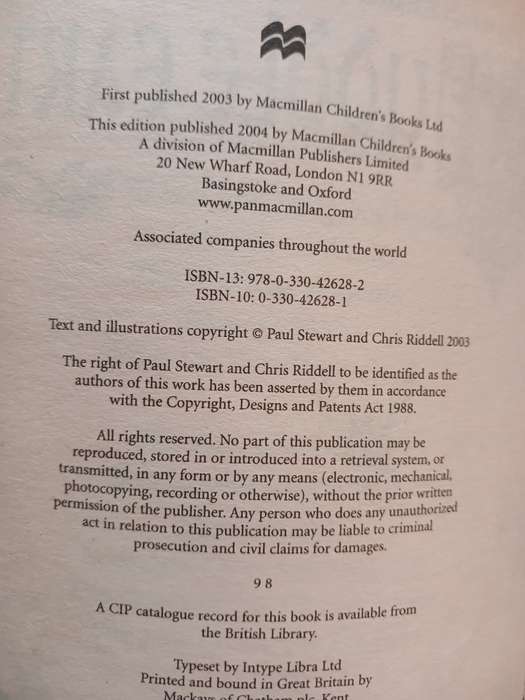 First published 2003 by Macmillan Children's Books Ltd
This edition published 2004 by Macmillan Children's Books
A division of Macmillan Publishers Limited
20 New Wharf Road, London N1 9RR
Basingstoke and Oxford
www.panmacmillan.com
Associated companies throughout the world
ISBN-13: 978-0-330-42628-2
ISBN-10: 0-330-42628-1
Text and illustrations copyright © Paul Stewart and Chris Riddell 2003
The right of Paul Stewart and Chris Riddell to be identified as the
authors of this work has been asserted by them in accordance
with the Copyright, Designs and Patents Act 1988.
All rights reserved. No part of this publication may be
reproduced, stored in or introduced into a retrieval system, or
transmitted, in any form or by any means (electronic, mechanical,
photocopying, recording or otherwise), without the prior written
permission of the publisher. Any person who does any unauthorized
act in relation to this publication may be liable to criminal
prosecution and civil claims for damages.
9 8
A CIP catalogue record for this book is available from
the British Library.
Typeset by Intype Libra Ltd
Printed and bound in Great Britain by
Mackays of Chatham plc, Kent